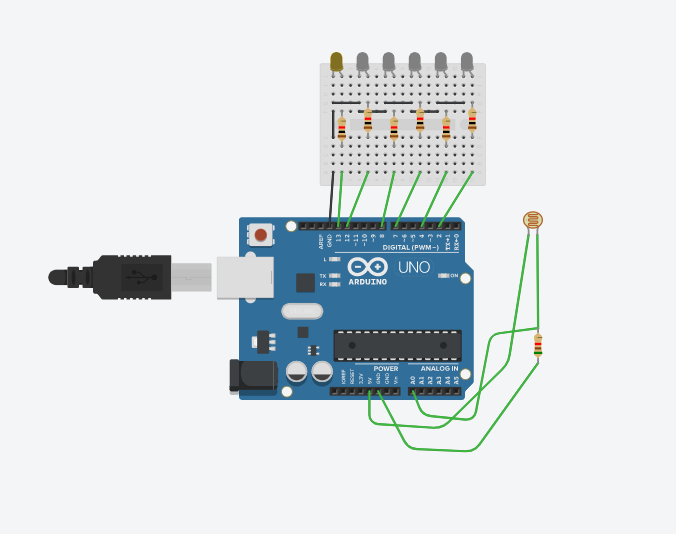 AREF
GND
13
12
~11
~10
~9
8
7
~6
~5
4
~3
2
TX→1
RX←0
DIGITAL (PWM~)
L
TX
RX
UNO
ARDUINO
ON
POWER
ANALOG IN
IOREF
RESET
3.3V
5V
GND
GND
Vin
A0
A1
A2
A3
A4
A5